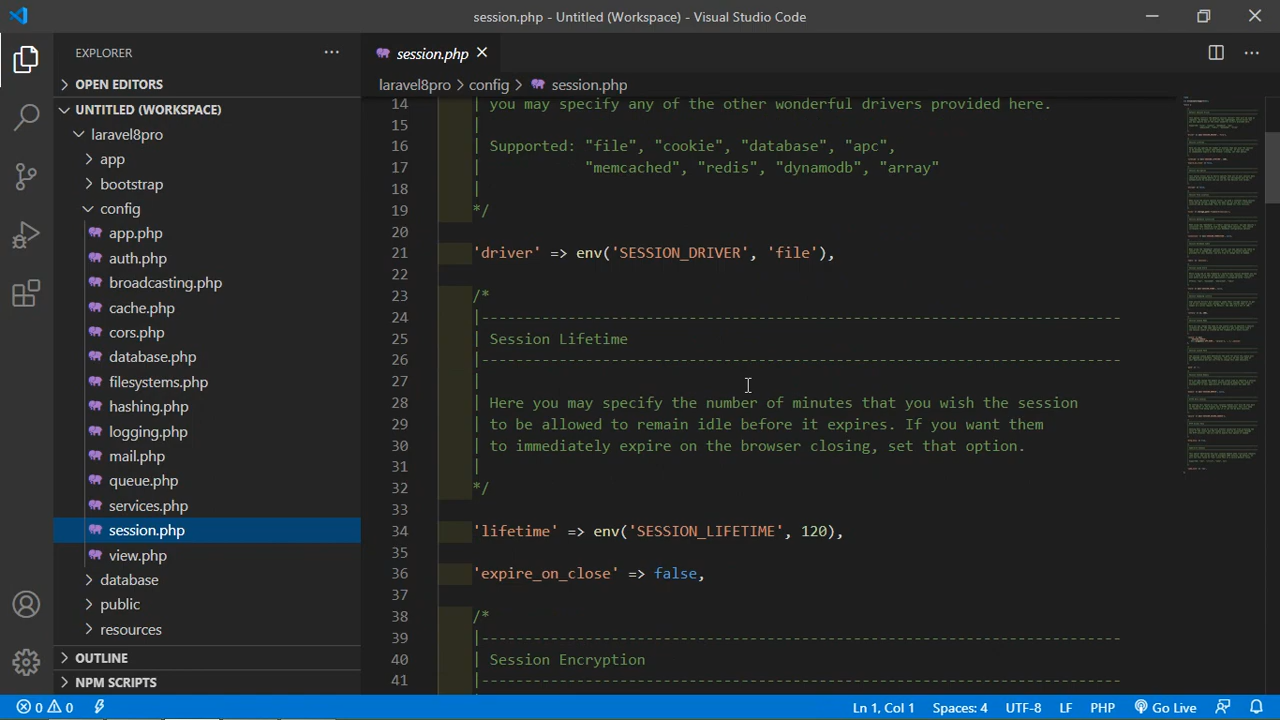 session.php - Untitled (Workspace) - Visual Studio Code
EXPLORER
OPEN EDITORS
UNTITLED (WORKSPACE)
laravel8pro
app
bootstrap
config
app.php
auth.php
broadcasting.php
cache.php
cors.php
database.php
filesystems.php
hashing.php
logging.php
mail.php
queue.php
services.php
session.php
view.php
database
public
resources
OUTLINE
NPM SCRIPTS
session.php
laravel8pro > config > session.php
14 | you may specify any of the other wonderful drivers provided here.
15 |
16 | Supported: "file", "cookie", "database", "apc",
17 | "memcached", "redis", "dynamodb", "array"
18 |
19 */
20
21 'driver' => env('SESSION_DRIVER', 'file'),
22
23 /*
24 |--------------------------------------------------------------------------
25 | Session Lifetime
26 |--------------------------------------------------------------------------
27 |
28 | Here you may specify the number of minutes that you wish the session
29 | to be allowed to remain idle before it expires. If you want them
30 | to immediately expire on the browser closing, set that option.
31 |
32 */
33
34 'lifetime' => env('SESSION_LIFETIME', 120),
35
36 'expire_on_close' => false,
37
38 /*
39 |--------------------------------------------------------------------------
40 | Session Encryption
41 |--------------------------------------------------------------------------
0 0 Ln 1, Col 1 Spaces: 4 UTF-8 LF PHP Go Live